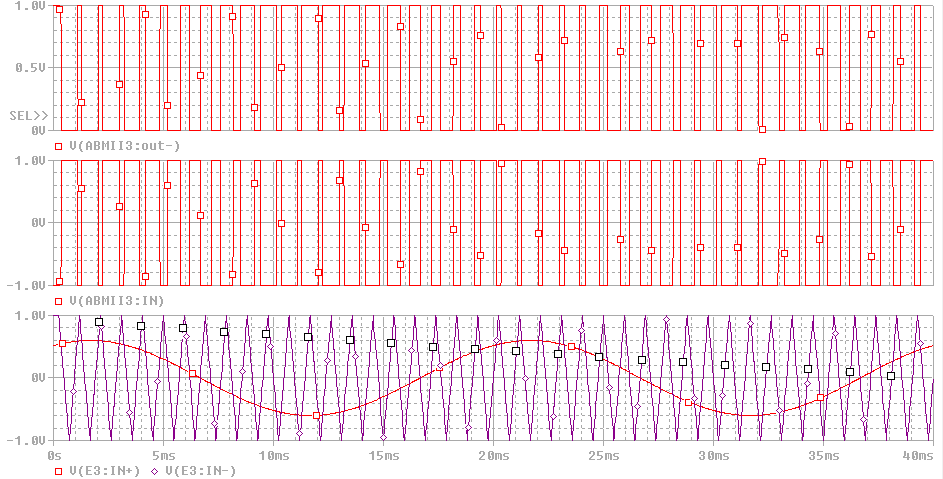 1.0V
0.5V
SEL>>
0V
V(ABMII3:out-)
1.0V
0V
-1.0V
V(ABMII3:IN)
1.0V
0V
-1.0V
0s 5ms 10ms 15ms 20ms 25ms 30ms 35ms 40ms
V(E3:IN+) V(E3:IN-)